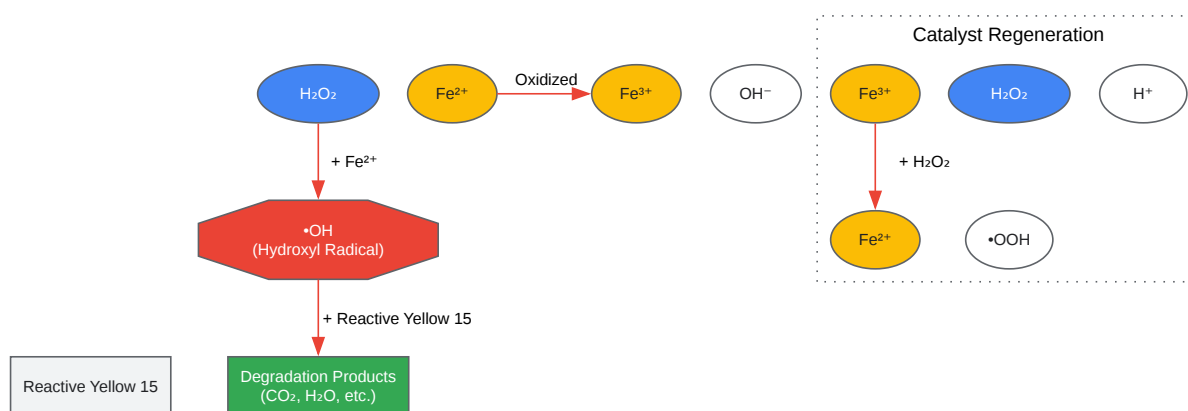 Catalyst Regeneration
H₂O₂
Fe²⁺
Oxidized
Fe³⁺
OH⁻
Fe³⁺
H₂O₂
H⁺
+ Fe²⁺
+ H₂O₂
•OH
(Hydroxyl Radical)
Fe²⁺
•OOH
+ Reactive Yellow 15
Reactive Yellow 15
Degradation Products
(CO₂, H₂O, etc.)